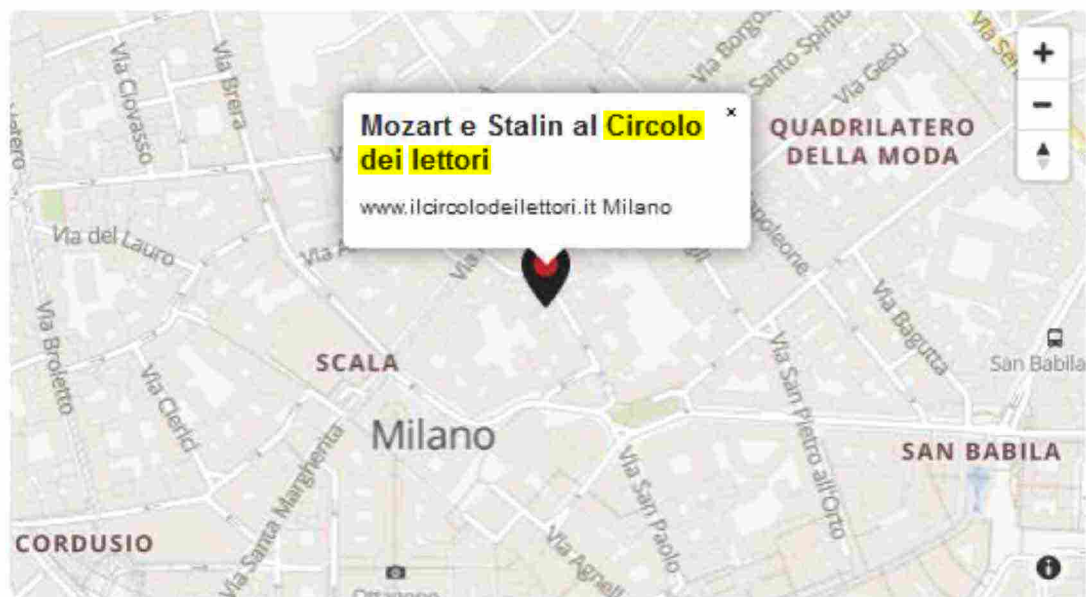 Via Ciovasso
Via Brera
Via Borgo
Santo Spirito
Via Gesù
+
Mozart e Stalin al Circolo
dei lettori
×
QUADRILATERO
DELLA MODA
−
www.ilcircolodeilettori.it Milano
Via del Lauro
Via Bagutta
San Babila
Via Broletto
SCALA
Via Clerici
Milano
Via San Pietro all'Orto
SAN BABILA
Via Santa Margherita
Via San Paolo
CORDUSIO
Via Agnell